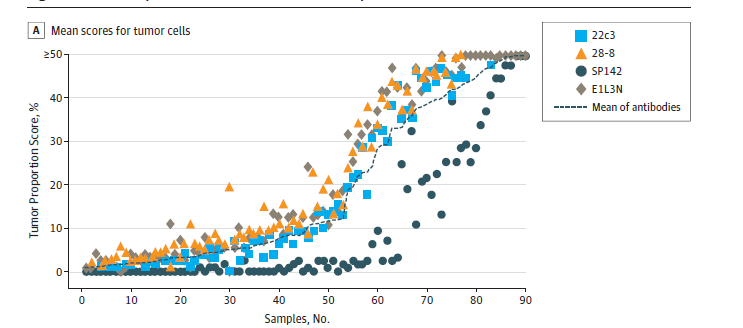 A Mean scores for tumor cells
22c3
28-8
SP142
E1L3N
Mean of antibodies
Tumor Proportion Score, %
≥50
40
30
20
10
0
0 10 20 30 40 50 60 70 80 90
Samples, No.